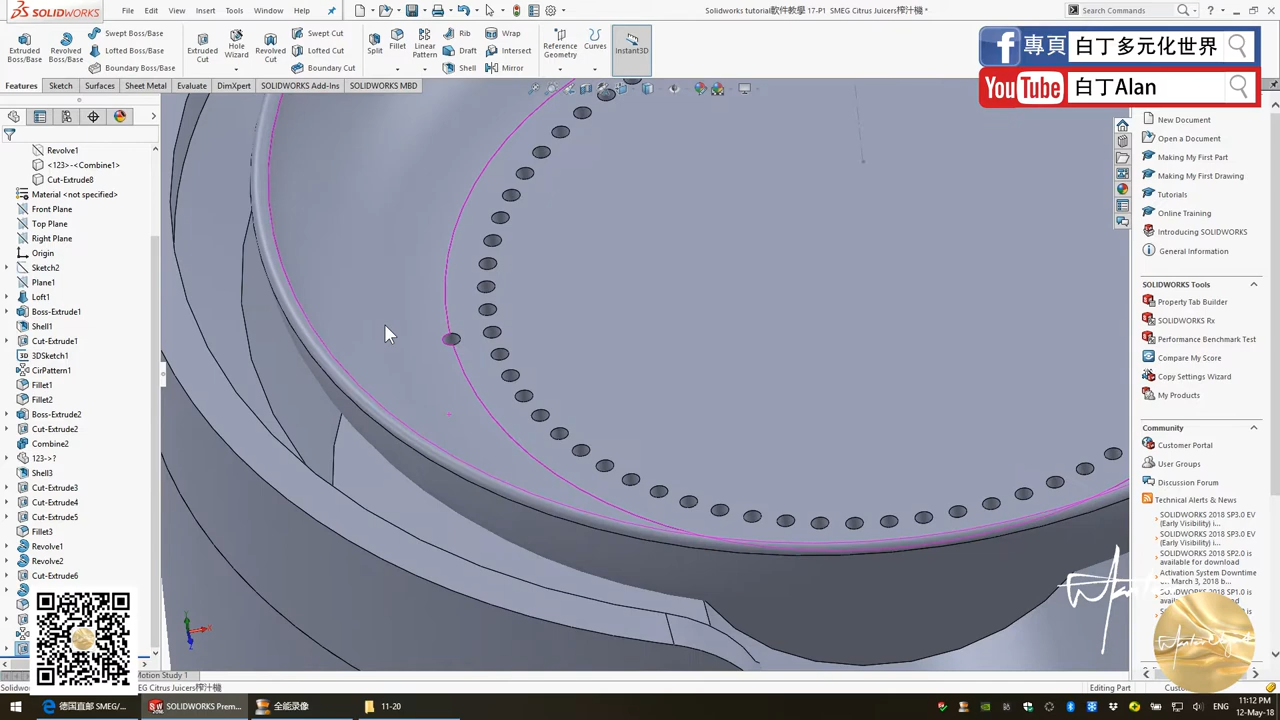 SOLIDWORKS
File Edit View Insert Tools Window
Solidworks tutorial軟件教學 17-P1 SMEG Citrus Juicers榨汁機 *
Search Commands
Extruded Boss/Base
Revolved Boss/Base
Swept Boss/Base
Lofted Boss/Base
Boundary Boss/Base
Extruded Cut
Hole Wizard
Revolved Cut
Swept Cut
Lofted Cut
Boundary Cut
Split
Fillet
Linear Pattern
Rib
Draft
Shell
Wrap
Intersect
Mirror
Reference Geometry
Curves
Instant3D
專頁 白丁多元化世界
YouTube 白丁Alan
Features Sketch Surfaces Sheet Metal Evaluate DimXpert SOLIDWORKS Add-Ins SOLIDWORKS MBD
Revolve1
<123>-<Combine1>
Cut-Extrude8
Material <not specified>
Front Plane
Top Plane
Right Plane
Origin
Sketch2
Plane1
Loft1
Boss-Extrude1
Shell1
Cut-Extrude1
3DSketch1
CirPattern1
Fillet1
Fillet2
Boss-Extrude2
Cut-Extrude2
Combine2
123->?
Shell3
Cut-Extrude3
Cut-Extrude4
Cut-Extrude5
Fillet3
Revolve1
Revolve2
Cut-Extrude6
New Document
Open a Document
Making My First Part
Making My First Drawing
Tutorials
Online Training
Introducing SOLIDWORKS
General Information
SOLIDWORKS Tools
Property Tab Builder
SOLIDWORKS Rx
Performance Benchmark Test
Compare My Score
Copy Settings Wizard
My Products
Community
Customer Portal
User Groups
Discussion Forum
Technical Alerts & News
SOLIDWORKS 2018 SP3.0 EV
(Early Visibility) i...
SOLIDWORKS 2018 SP3.0 EV
(Early Visibility) i...
SOLIDWORKS 2018 SP2.0 is
available for download
Activation System Downtime
March 3, 2018
Motion Study 1
SMEG Citrus Juicers榨汁機
Editing Part
德国直邮 SMEG/...
SOLIDWORKS Prem...
全能录像
11-20
ENG
11:12 PM
12-May-18